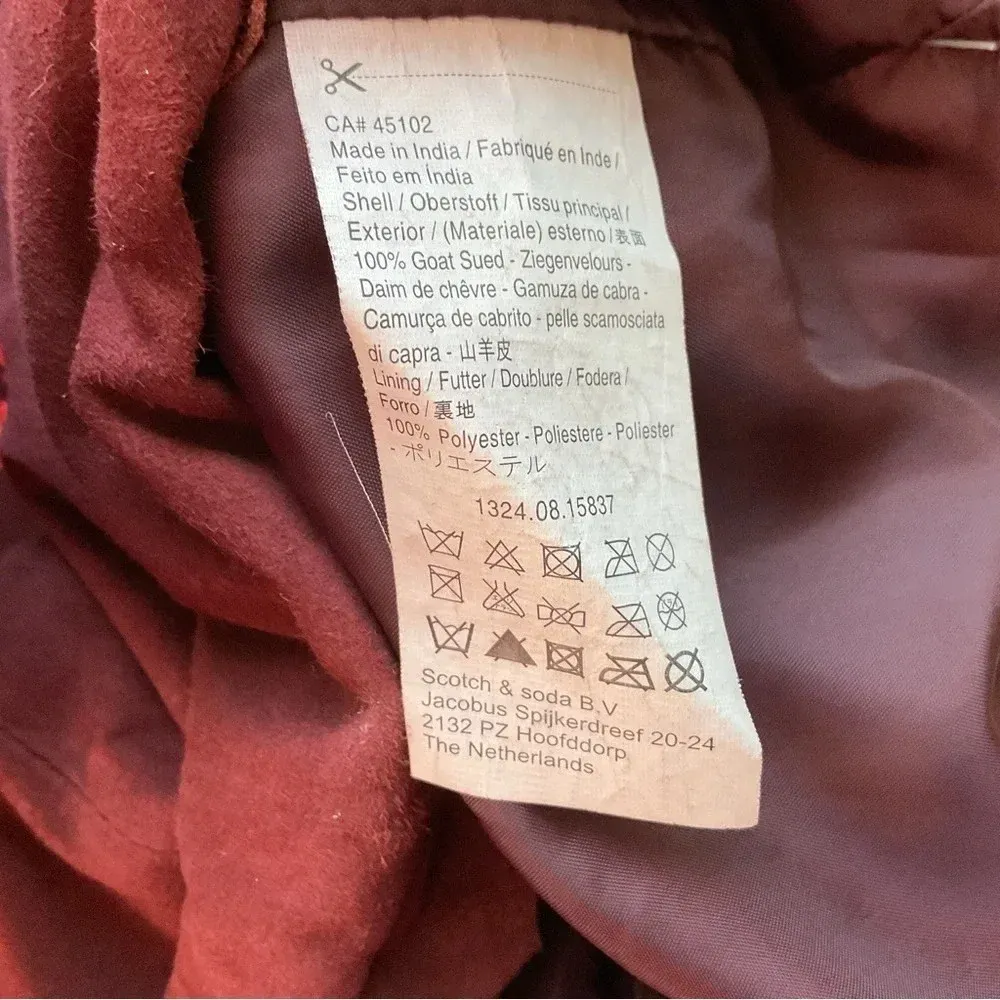 CA# 45102
Made in India / Fabriqué en Inde /
Feito em Índia
Shell / Oberstoff / Tissu principal /
Exterior / (Materiale) esterno / 表面
100% Goat Sued - Ziegenvelours -
Daim de chêvre - Gamuza de cabra -
Camurça de cabrito - pelle scamosciata
di capra - 山羊皮
Lining / Futter / Doublure / Fodera /
Forro / 裏地
100% Polyester - Poliestere - Poliester
- ポリエステル
1324.08.15837
Scotch & soda B.V
Jacobus Spijkerdreef 20-24
2132 PZ Hoofddorp
The Netherlands